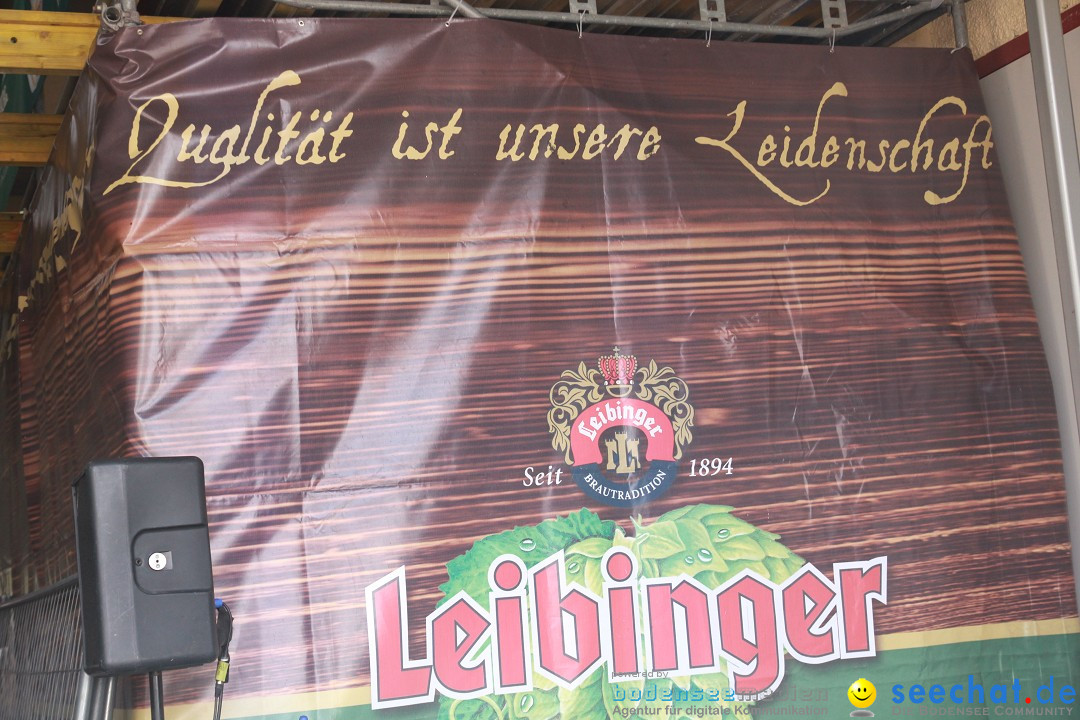 Qualität ist unsere Leidenschaft
Leibinger
BRAUTRADITION
Seit 1894
Leibinger
powered by
bodenseemedien
Agentur für digitale Kommunikation
seechat.de
BODENSEE COMMUNITY